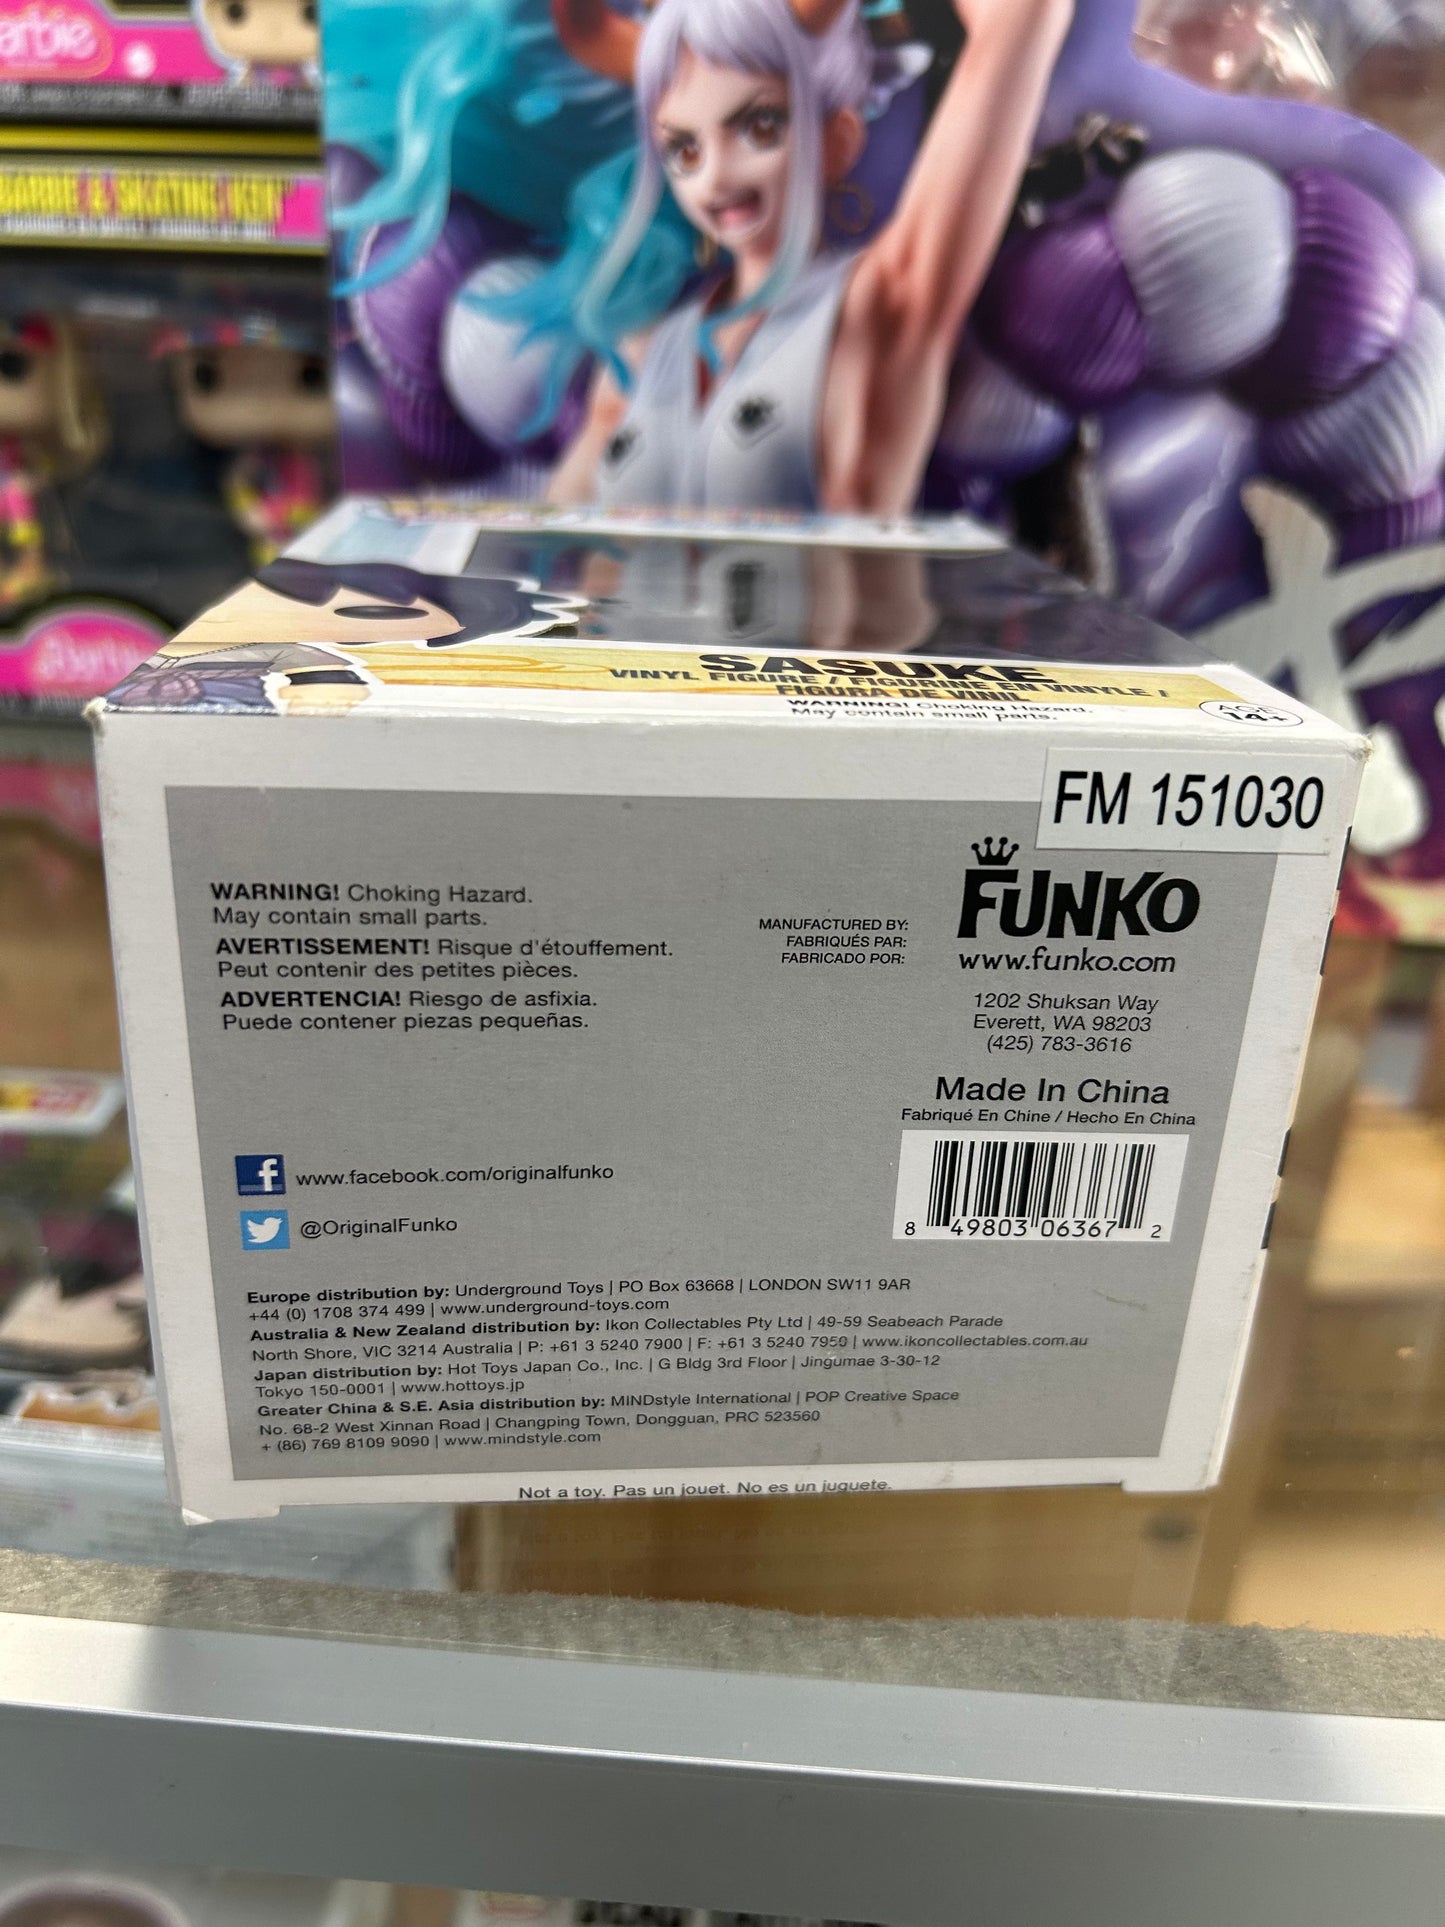 Barbie
BARBIE & SKATING KEN
SASUKE
VINYL FIGURE / FIGURINE EN VINYLE /
FIGURA DE VINIL
WARNING! Choking Hazard.
May contain small parts.
AGE
14+
FM 151030
WARNING! Choking Hazard.
May contain small parts.
AVERTISSEMENT! Risque d'étouffement.
Peut contenir des petites pièces.
ADVERTENCIA! Riesgo de asfixia.
Puede contener piezas pequeñas.
MANUFACTURED BY:
FABRIQUÉS PAR:
FABRICADO POR:
FUNKO
www.funko.com
1202 Shuksan Way
Everett, WA 98203
(425) 783-3616
Made In China
Fabriqué En Chine / Hecho En China
8 49803 06367 2
f www.facebook.com/originalfunko
@OriginalFunko
Europe distribution by: Underground Toys | PO Box 63668 | LONDON SW11 9AR
+44 (0) 1708 374 499 | www.underground-toys.com
Australia & New Zealand distribution by: Ikon Collectables Pty Ltd | 49-59 Seabeach Parade
North Shore, VIC 3214 Australia | P: +61 3 5240 7900 | F: +61 3 5240 7950 | www.ikoncollectables.com.au
Japan distribution by: Hot Toys Japan Co., Inc. | G Bldg 3rd Floor | Jingumae 3-30-12
Tokyo 150-0001 | www.hottoys.jp
Greater China & S.E. Asia distribution by: MINDstyle International | POP Creative Space
No. 68-2 West Xinnan Road | Changping Town, Dongguan, PRC 523560
+ (86) 769 8109 9090 | www.mindstyle.com
Not a toy. Pas un jouet. No es un juguete.